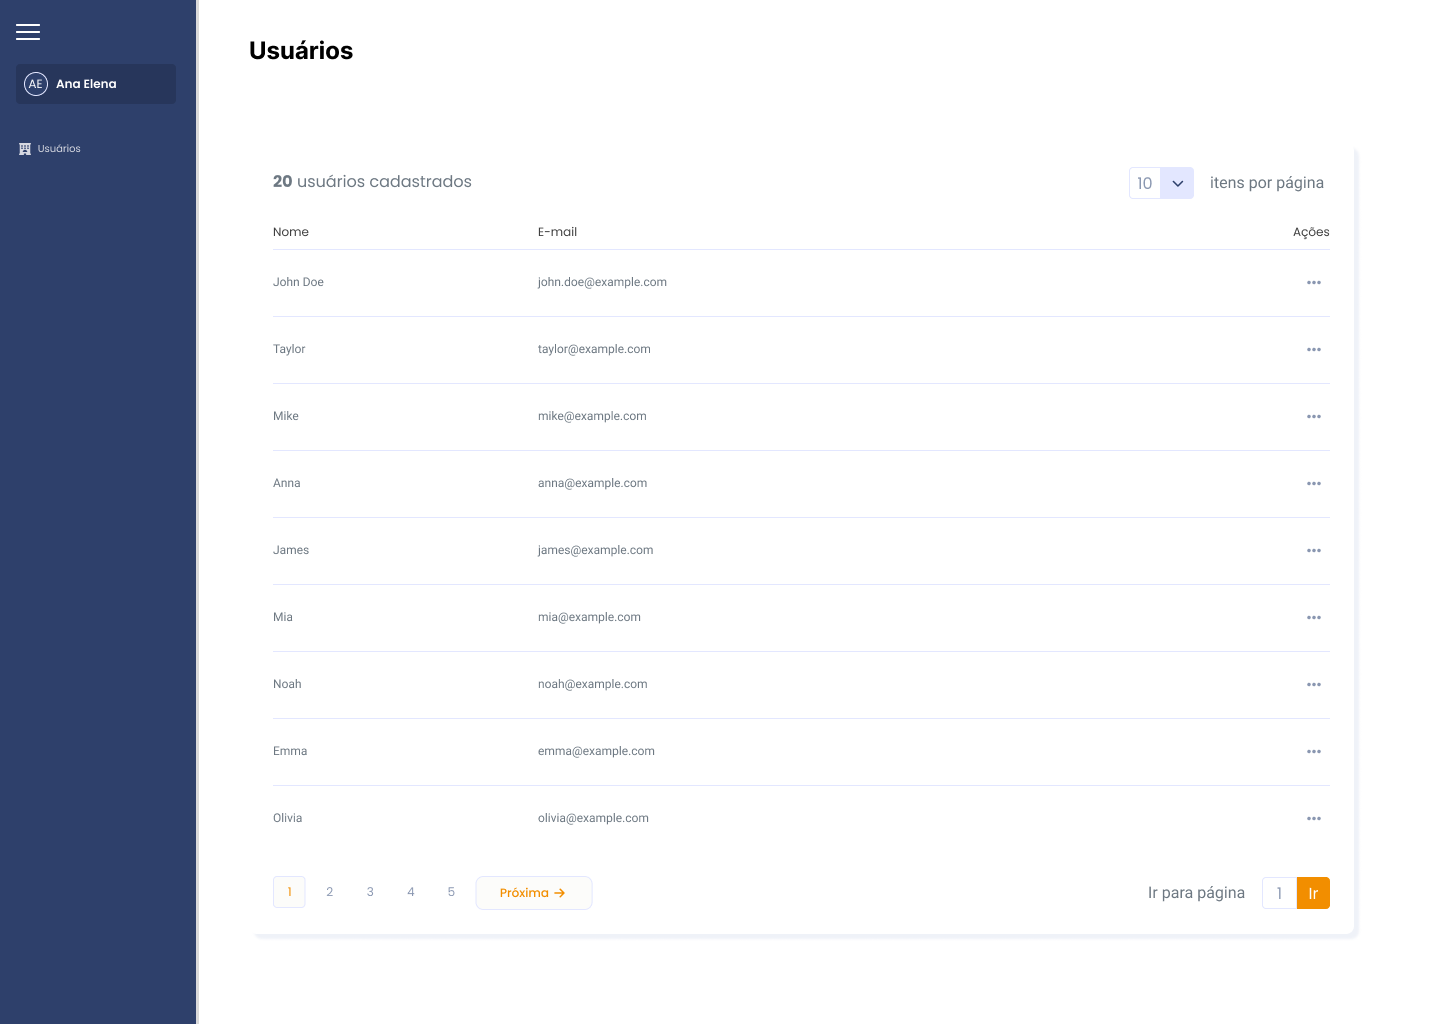 Usuários
AE Ana Elena
Usuários
20 usuários cadastrados
10 itens por página
Nome E-mail Ações
John Doe john.doe@example.com
Taylor taylor@example.com
Mike mike@example.com
Anna anna@example.com
James james@example.com
Mia mia@example.com
Noah noah@example.com
Emma emma@example.com
Olivia olivia@example.com
1 2 3 4 5 Próxima → Ir para página 1 Ir